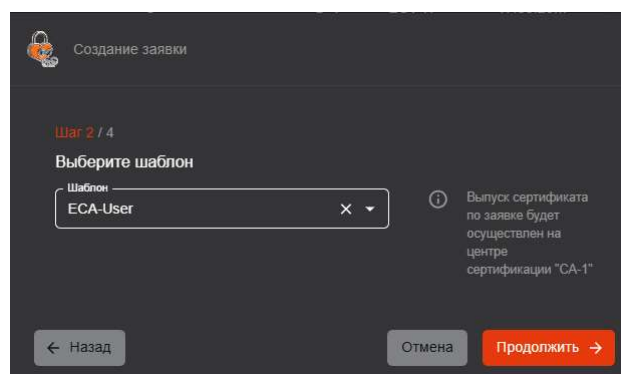 Создание заявки
Шаг 2 / 4
Выберите шаблон
Шаблон
ECA-User
Выпуск сертификата
по заявке будет
осуществлен на
центре
сертификации "CA-1"
Назад
Отмена
Продолжить